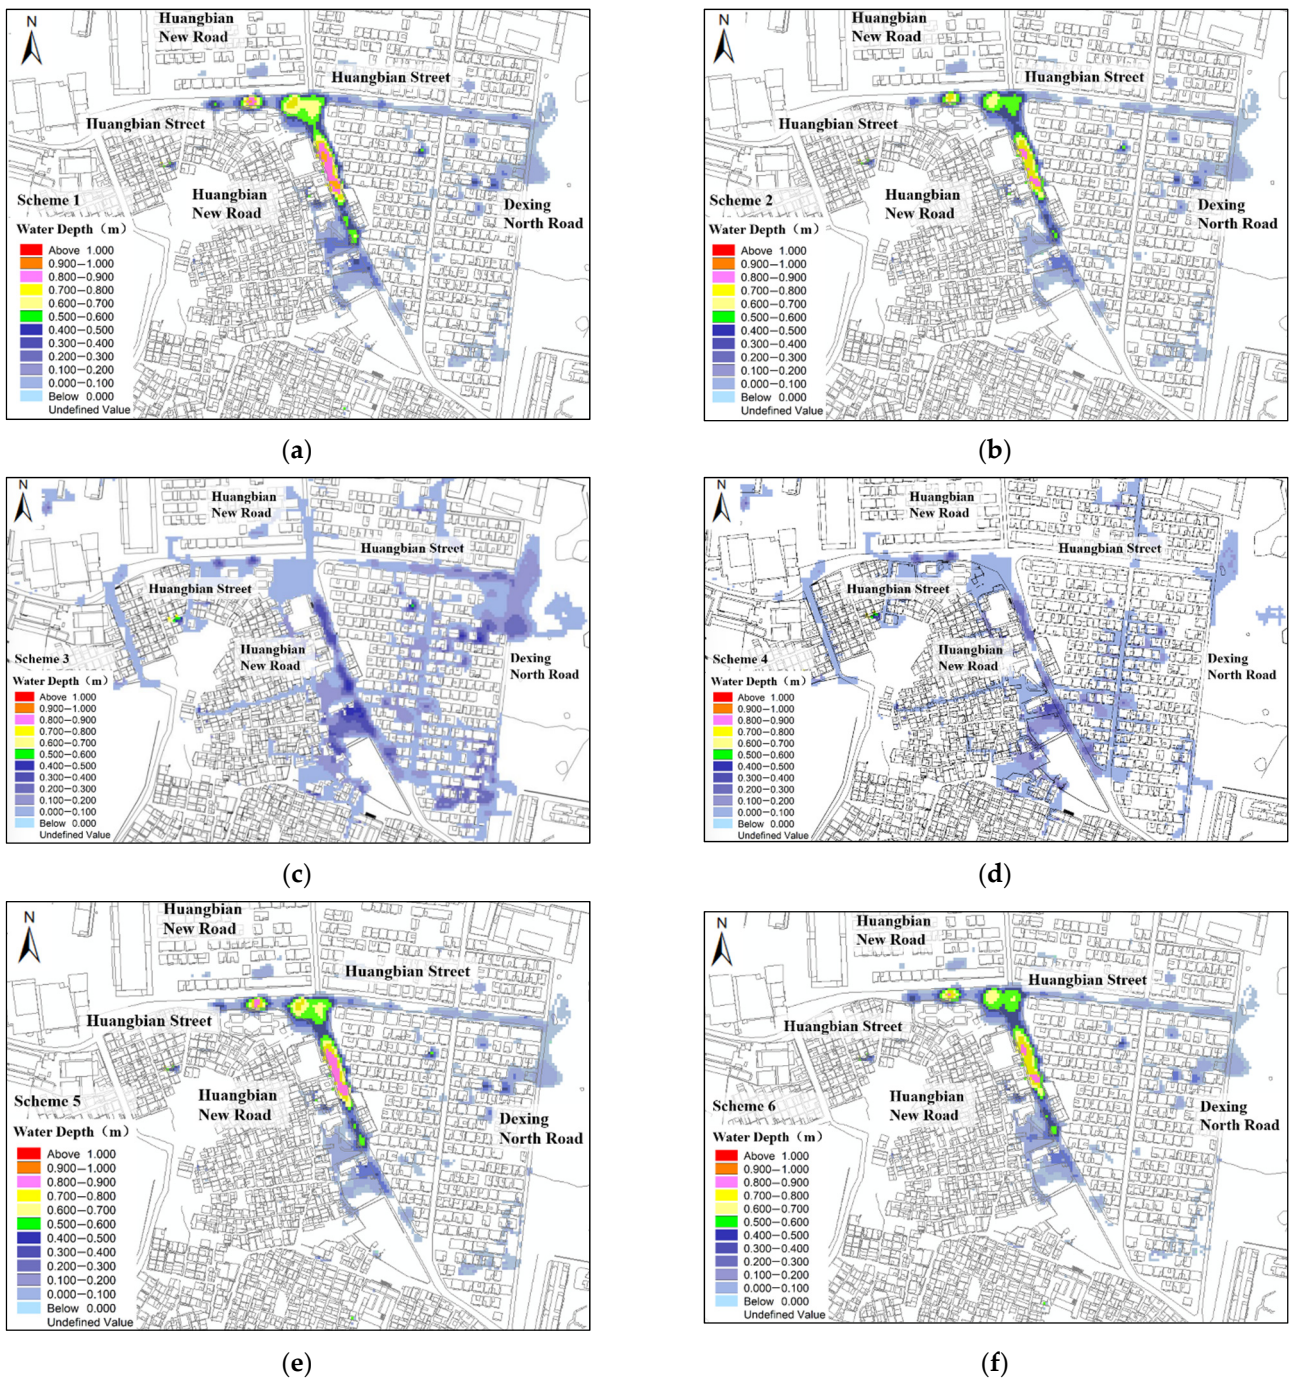 N
Huangbian
New Road
Huangbian Street
Huangbian Street
Huangbian
New Road
Dexing
North Road
Scheme 1
Water Depth（m）
Above 1.000
0.900－1.000
0.800－0.900
0.700－0.800
0.600－0.700
0.500－0.600
0.400－0.500
0.300－0.400
0.200－0.300
0.100－0.200
0.000－0.100
Below 0.000
Undefined Value
(a)
N
Huangbian
New Road
Huangbian Street
Huangbian Street
Huangbian
New Road
Dexing
North Road
Scheme 2
Water Depth（m）
Above 1.000
0.900－1.000
0.800－0.900
0.700－0.800
0.600－0.700
0.500－0.600
0.400－0.500
0.300－0.400
0.200－0.300
0.100－0.200
0.000－0.100
Below 0.000
Undefined Value
(b)
N
Huangbian
New Road
Huangbian Street
Huangbian Street
Huangbian
New Road
Dexing
North Road
Scheme 3
Water Depth（m）
Above 1.000
0.900－1.000
0.800－0.900
0.700－0.800
0.600－0.700
0.500－0.600
0.400－0.500
0.300－0.400
0.200－0.300
0.100－0.200
0.000－0.100
Below 0.000
Undefined Value
(c)
N
Huangbian
New Road
Huangbian Street
Huangbian Street
Huangbian
New Road
Dexing
North Road
Scheme 4
Water Depth（m）
Above 1.000
0.900－1.000
0.800－0.900
0.700－0.800
0.600－0.700
0.500－0.600
0.400－0.500
0.300－0.400
0.200－0.300
0.100－0.200
0.000－0.100
Below 0.000
Undefined Value
(d)
N
Huangbian
New Road
Huangbian Street
Huangbian Street
Huangbian
New Road
Dexing
North Road
Scheme 5
Water Depth（m）
Above 1.000
0.900－1.000
0.800－0.900
0.700－0.800
0.600－0.700
0.500－0.600
0.400－0.500
0.300－0.400
0.200－0.300
0.100－0.200
0.000－0.100
Below 0.000
Undefined Value
(e)
N
Huangbian
New Road
Huangbian Street
Huangbian Street
Huangbian
New Road
Dexing
North Road
Scheme 6
Water Depth（m）
Above 1.000
0.900－1.000
0.800－0.900
0.700－0.800
0.600－0.700
0.500－0.600
0.400－0.500
0.300－0.400
0.200－0.300
0.100－0.200
0.000－0.100
Below 0.000
Undefined Value
(f)